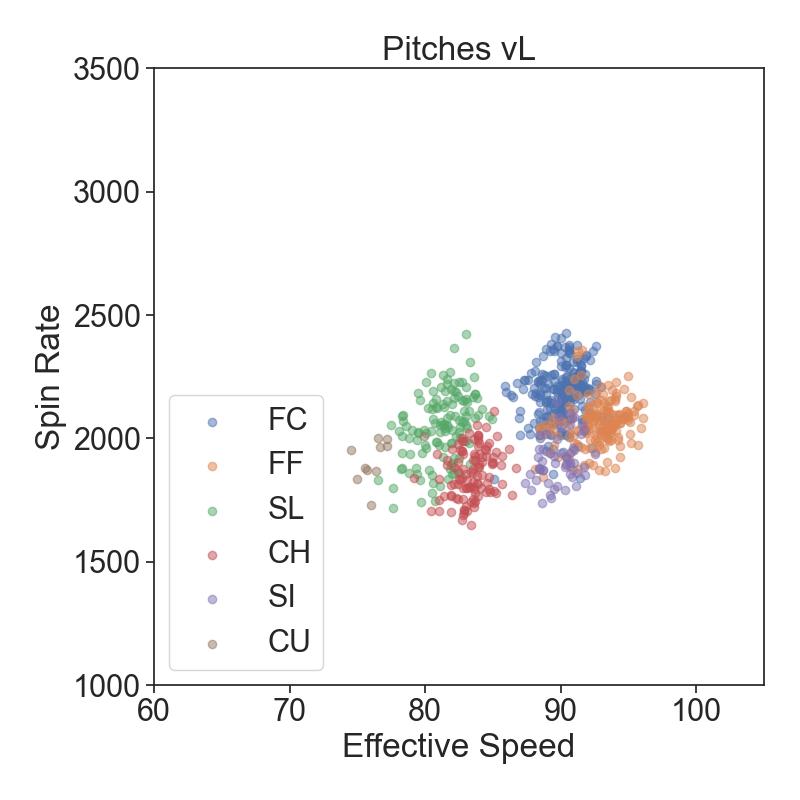 Pitches vL
3500
3000
2500
2000
1500
1000
Spin Rate
FC
FF
SL
CH
SI
CU
60 70 80 90 100
Effective Speed